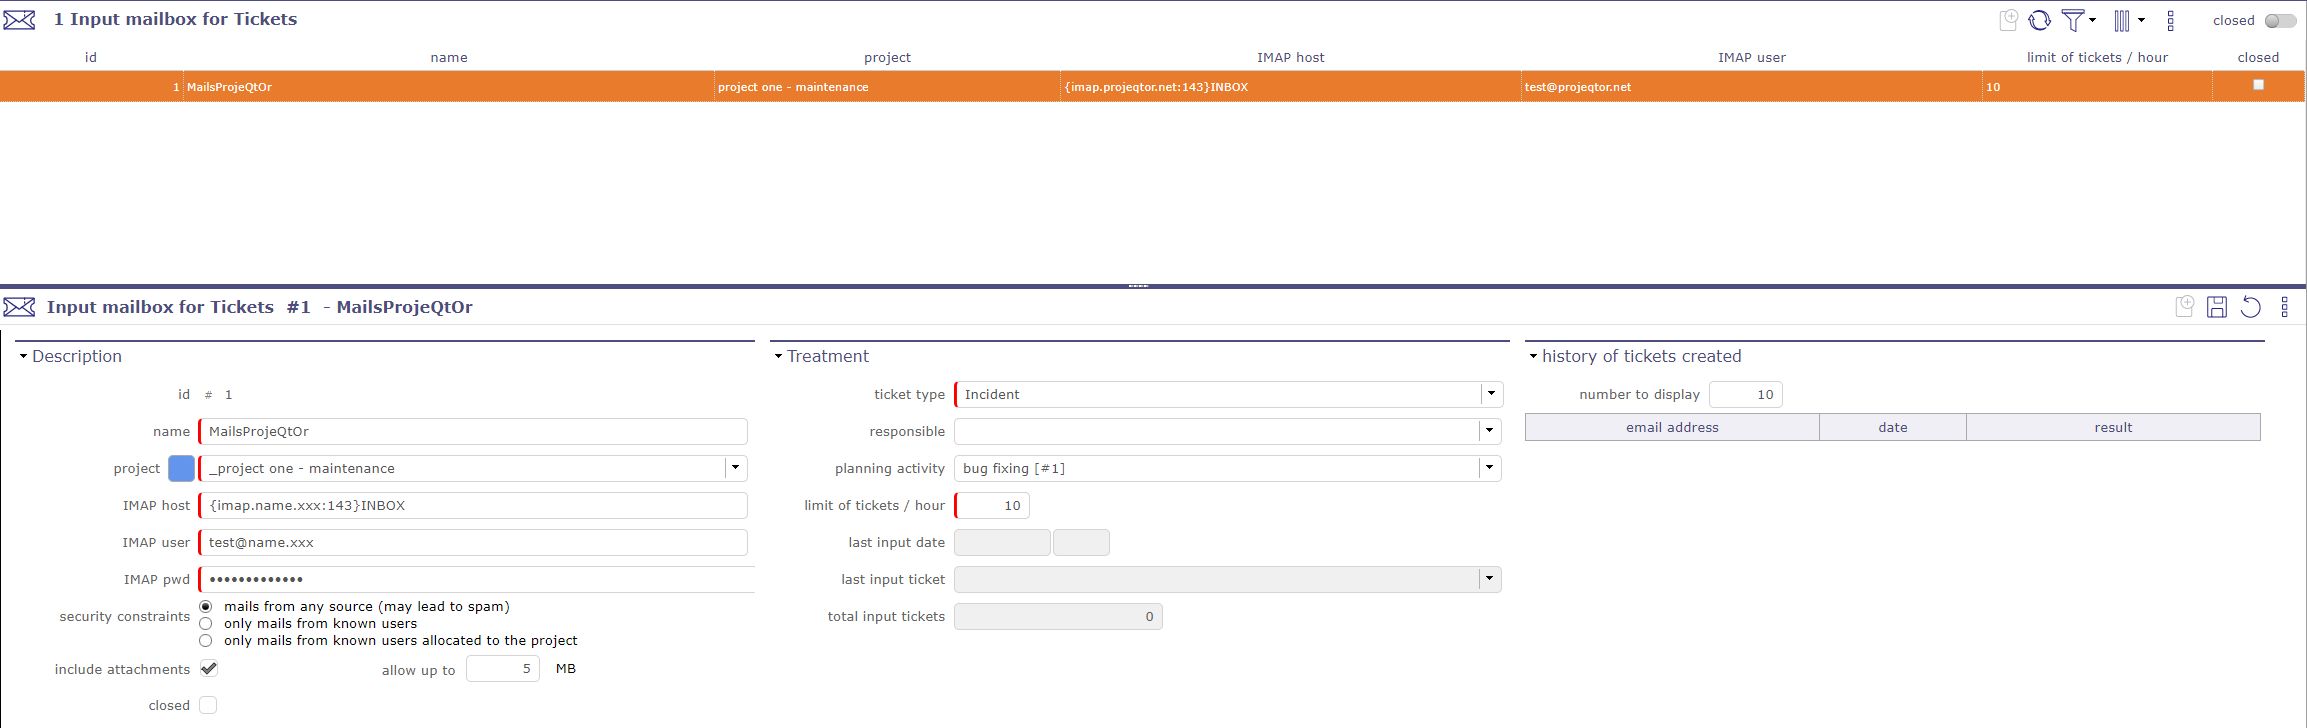 1 Input mailbox for Tickets
closed
id name project IMAP host IMAP user limit of tickets / hour closed
1 MailsProjeQtOr project one - maintenance {imap.projeqtor.net:143}INBOX test@projeqtor.net 10
Input mailbox for Tickets #1 - MailsProjeQtOr
Description
id # 1
name MailsProjeQtOr
project _project one - maintenance
IMAP host {imap.name.xxx:143}INBOX
IMAP user test@name.xxx
IMAP pwd •••••••••••••
security constraints mails from any source (may lead to spam)
only mails from known users
only mails from known users allocated to the project
include attachments allow up to 5 MB
closed
Treatment
ticket type Incident
responsible
planning activity bug fixing [#1]
limit of tickets / hour 10
last input date
last input ticket
total input tickets 0
history of tickets created
number to display 10
email address date result